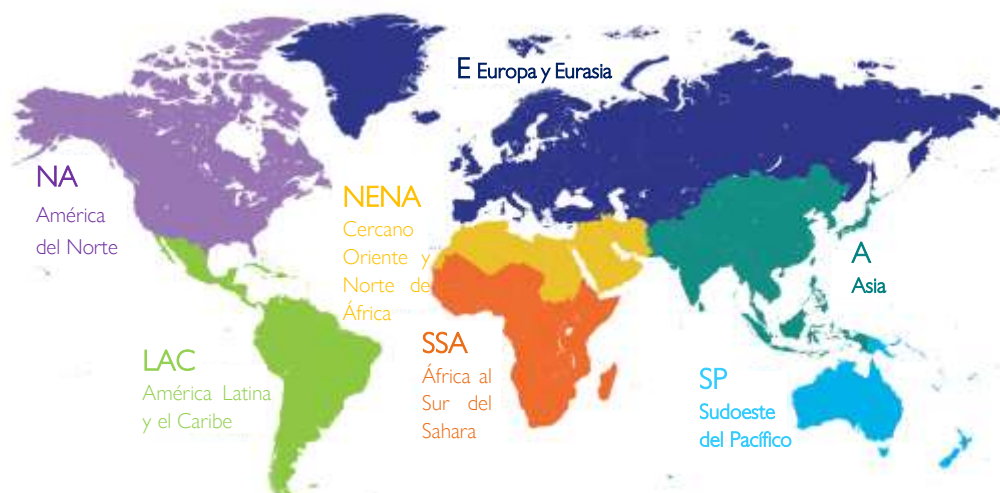 E Europa y Eurasia
NA
América
del Norte
NENA
Cercano
Oriente y
Norte de
África
A
Asia
LAC
América Latina
y el Caribe
SSA
África al
Sur del
Sahara
SP
Sudoeste
del Pacífico